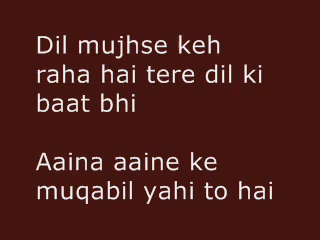 Dil mujhse keh
raha hai tere dil ki
baat bhi
Aaina aaine ke
muqabil yahi to hai